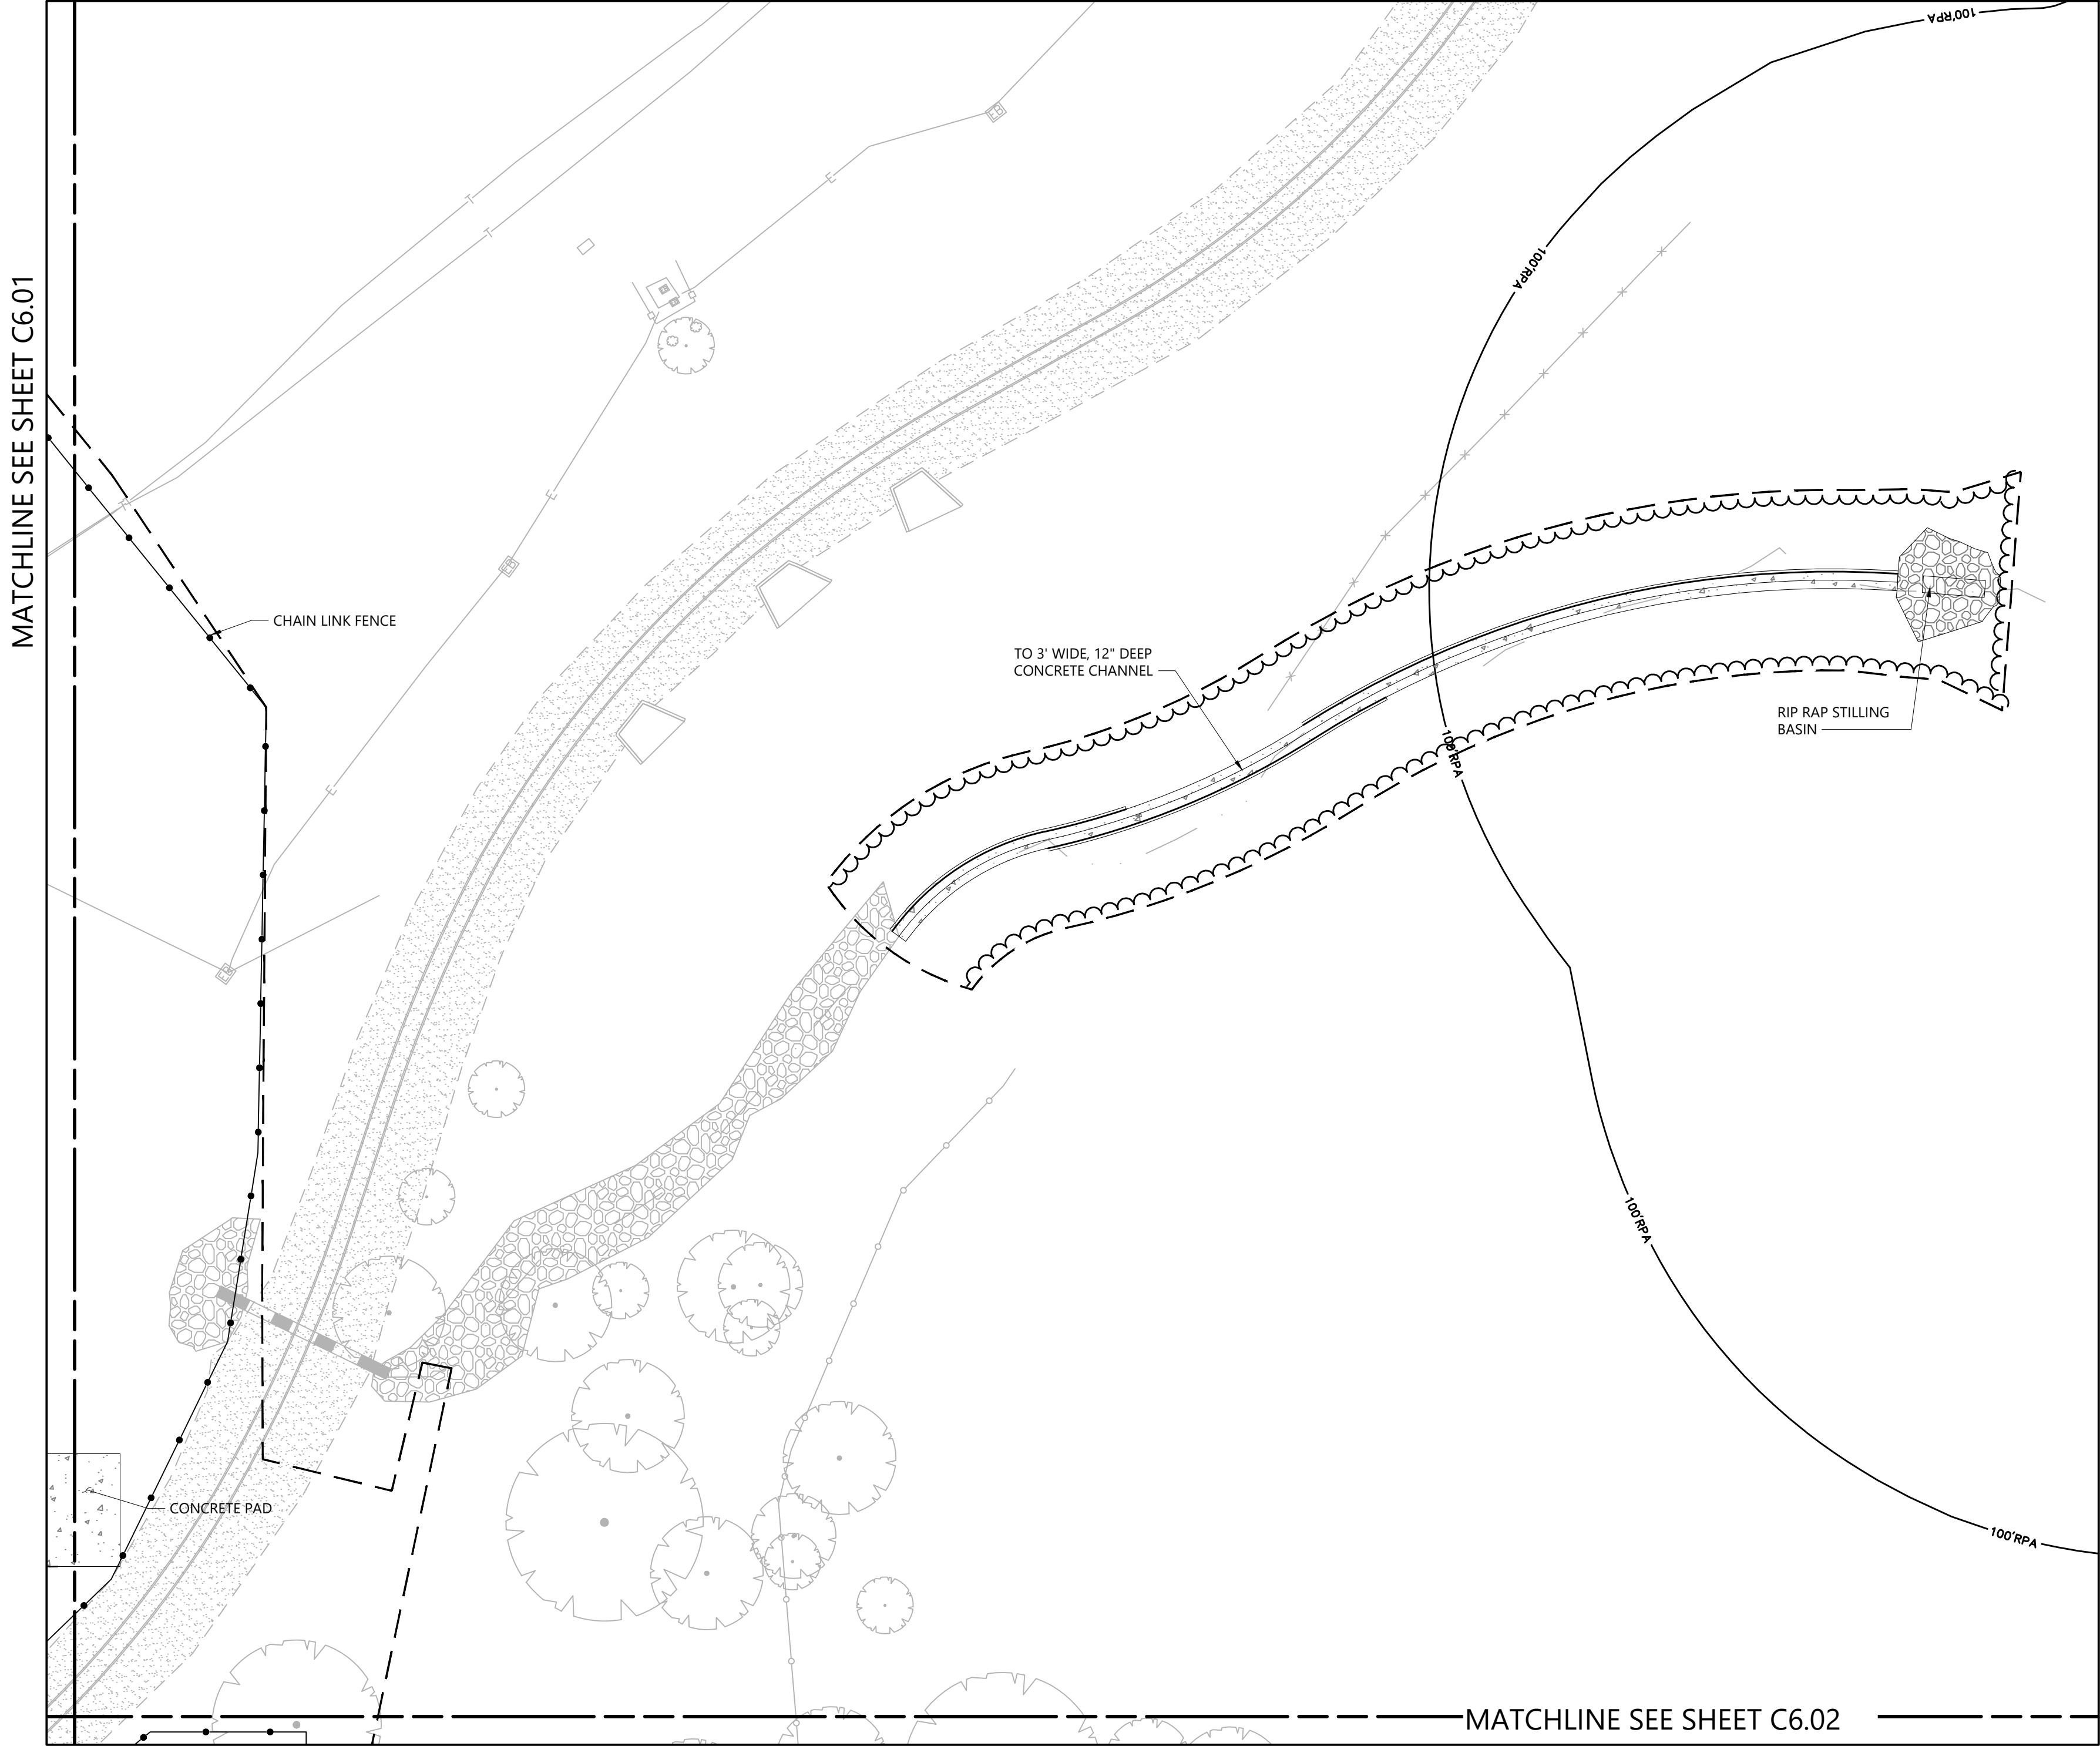 100'RPA
MATCHLINE SEE SHEET C6.01
T
E
T
100'RPA
E
CHAIN LINK FENCE
TO 3' WIDE, 12" DEEP
CONCRETE CHANNEL
RIP RAP STILLING
BASIN
100'RPA
E
100'RPA
CONCRETE PAD
100'RPA
MATCHLINE SEE SHEET C6.02